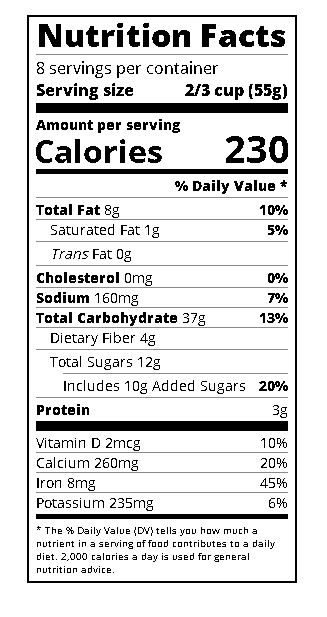 Nutrition Facts
8 servings per container
Serving size 2/3 cup (55g)
Amount per serving
Calories 230
% Daily Value *
Total Fat 8g 10%
Saturated Fat 1g 5%
Trans Fat 0g
Cholesterol 0mg 0%
Sodium 160mg 7%
Total Carbohydrate 37g 13%
Dietary Fiber 4g
Total Sugars 12g
Includes 10g Added Sugars 20%
Protein 3g
Vitamin D 2mcg 10%
Calcium 260mg 20%
Iron 8mg 45%
Potassium 235mg 6%
* The % Daily Value (DV) tells you how much a
nutrient in a serving of food contributes to a daily
diet. 2,000 calories a day is used for general
nutrition advice.